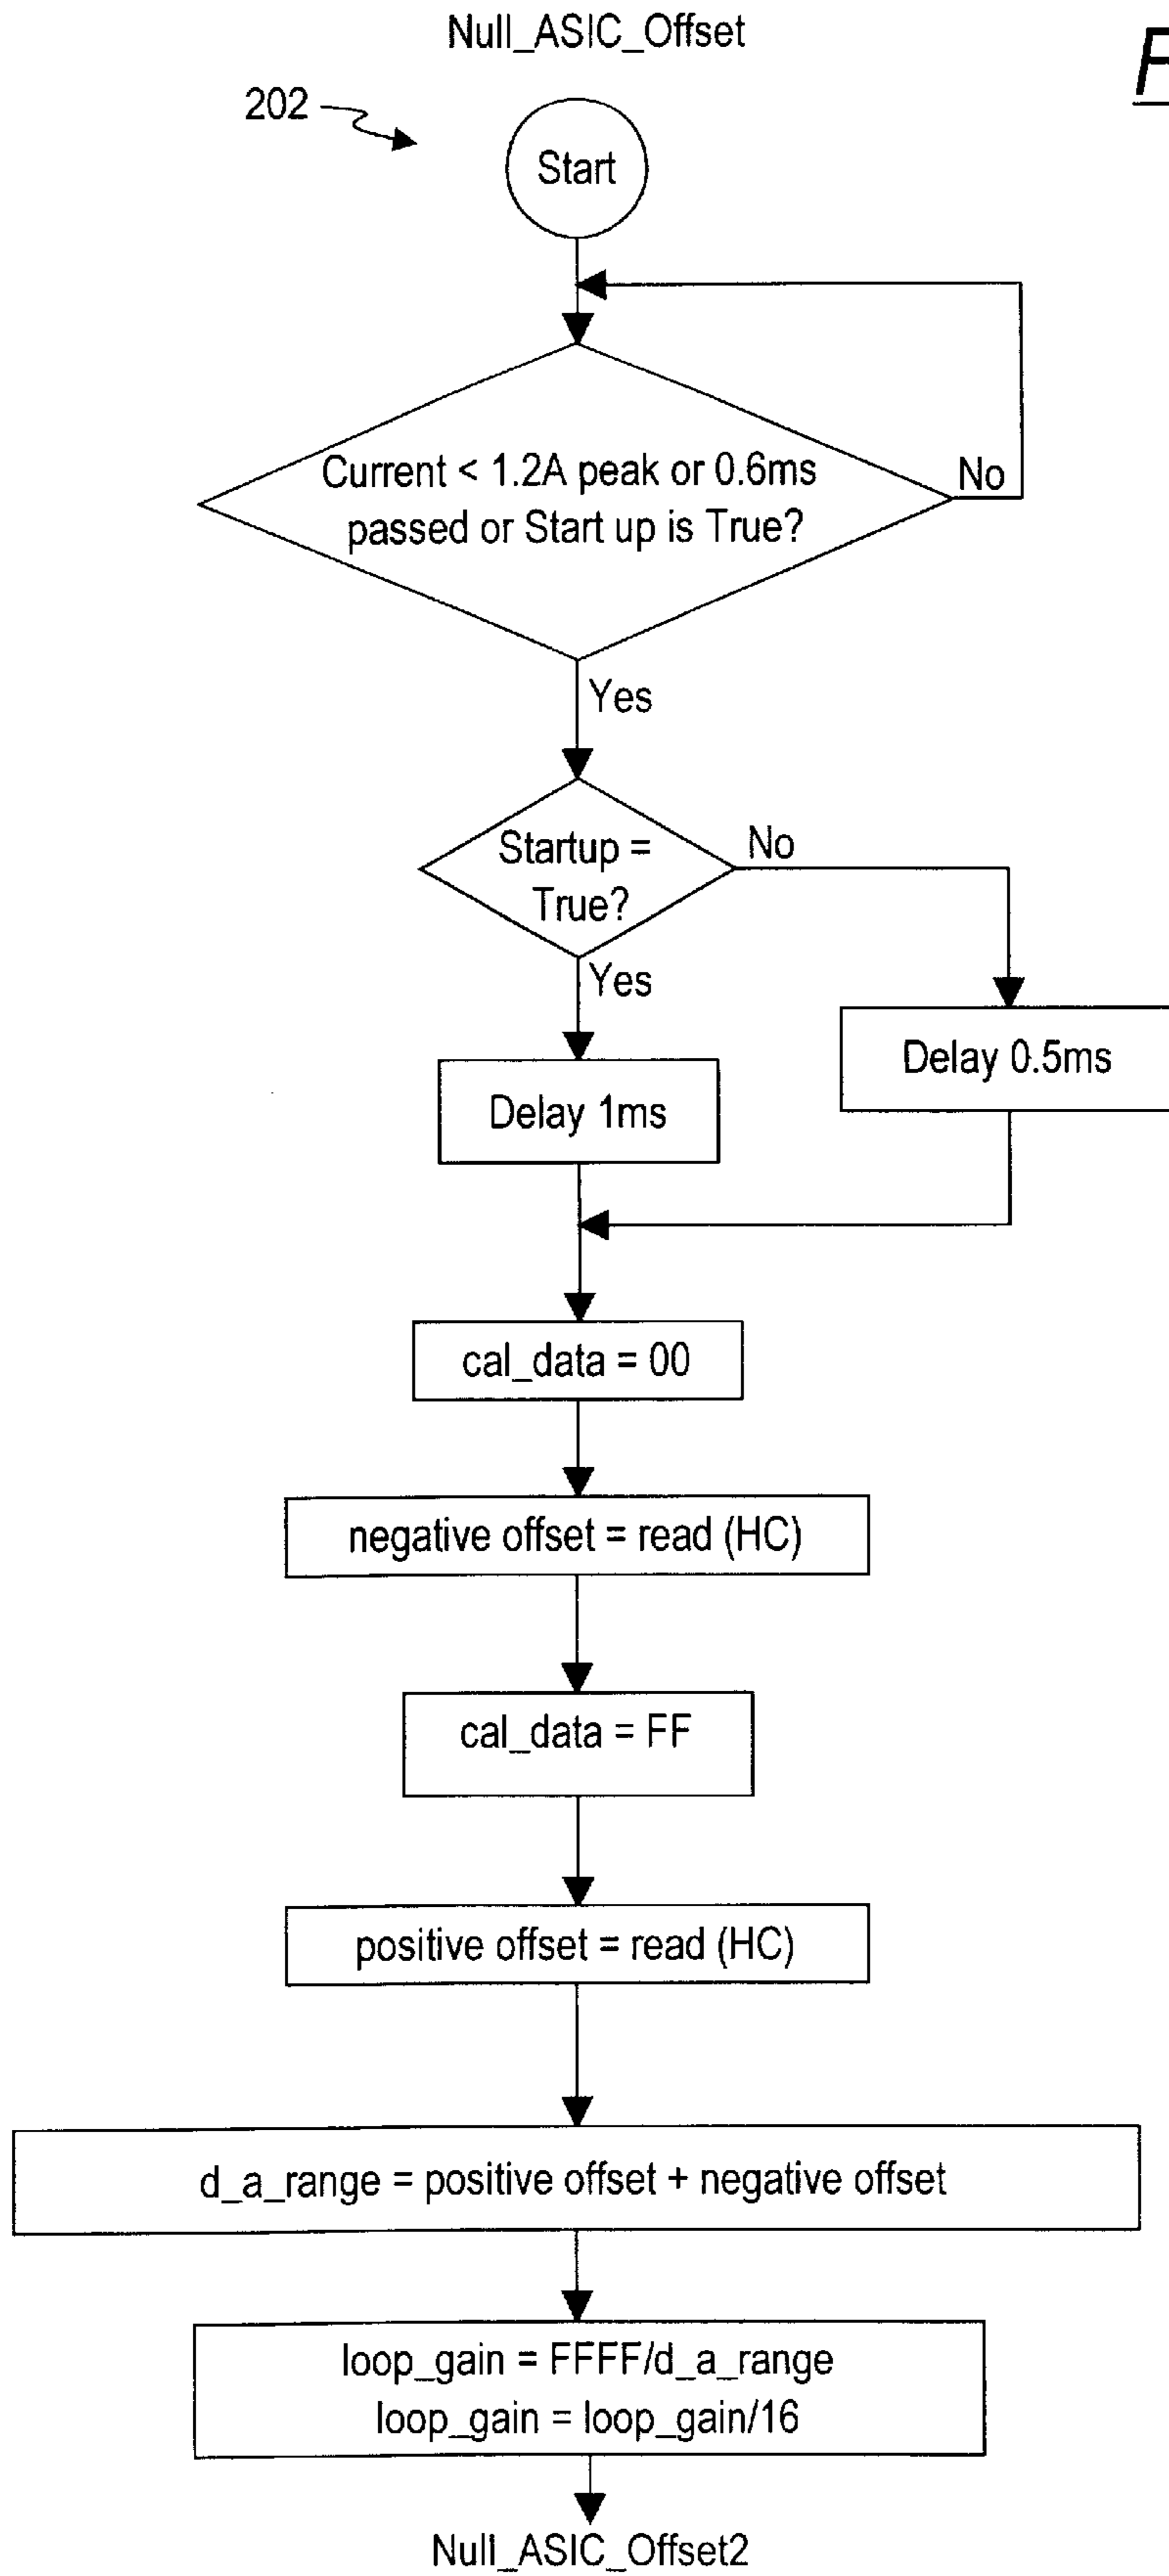 Null_ASIC_Offset
F
202
Start
Current < 1.2A peak or 0.6ms
passed or Start up is True?
No
Yes
Startup =
True?
No
Yes
Delay 0.5ms
Delay 1ms
cal_data = 00
negative offset = read (HC)
cal_data = FF
positive offset = read (HC)
d_a_range = positive offset + negative offset
loop_gain = FFFF/d_a_range
loop_gain = loop_gain/16
Null_ASIC_Offset2